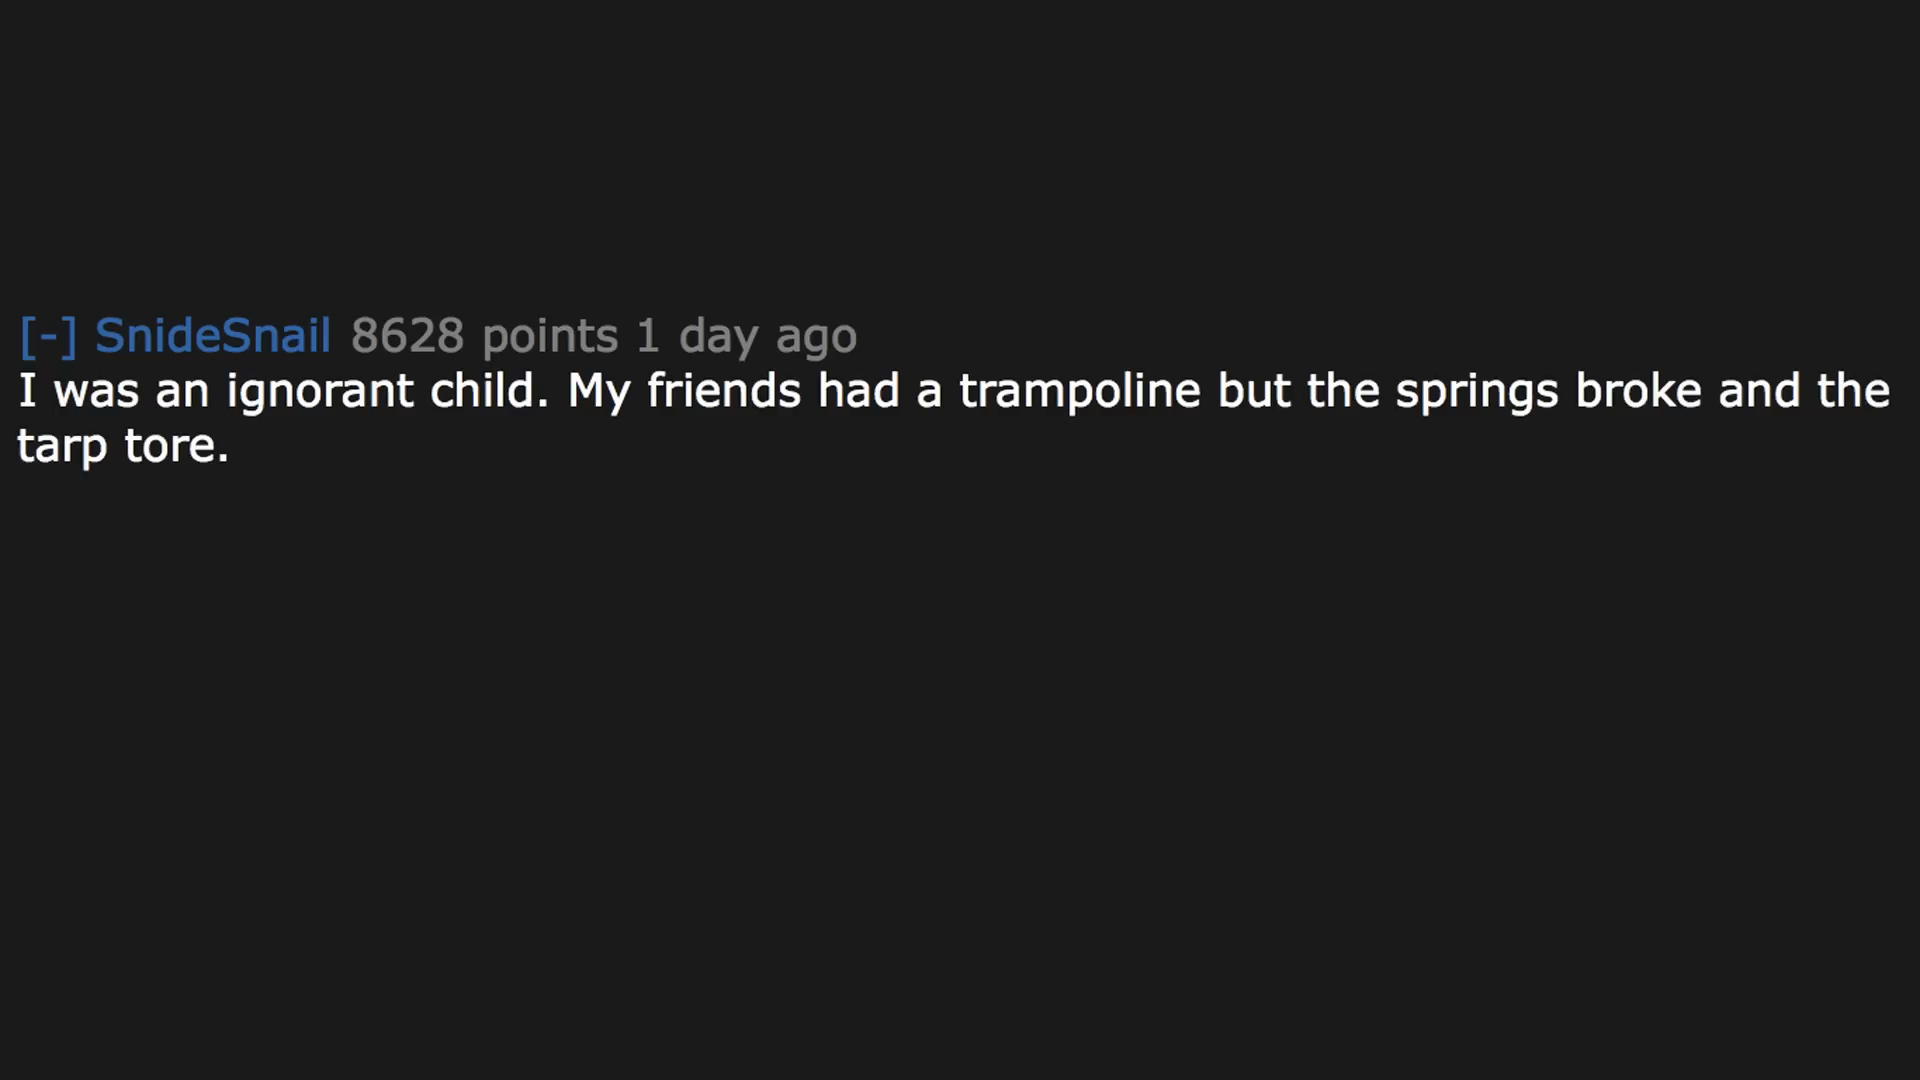 [-] SnideSnail 8628 points 1 day ago
I was an ignorant child. My friends had a trampoline but the springs broke and the
tarp tore.